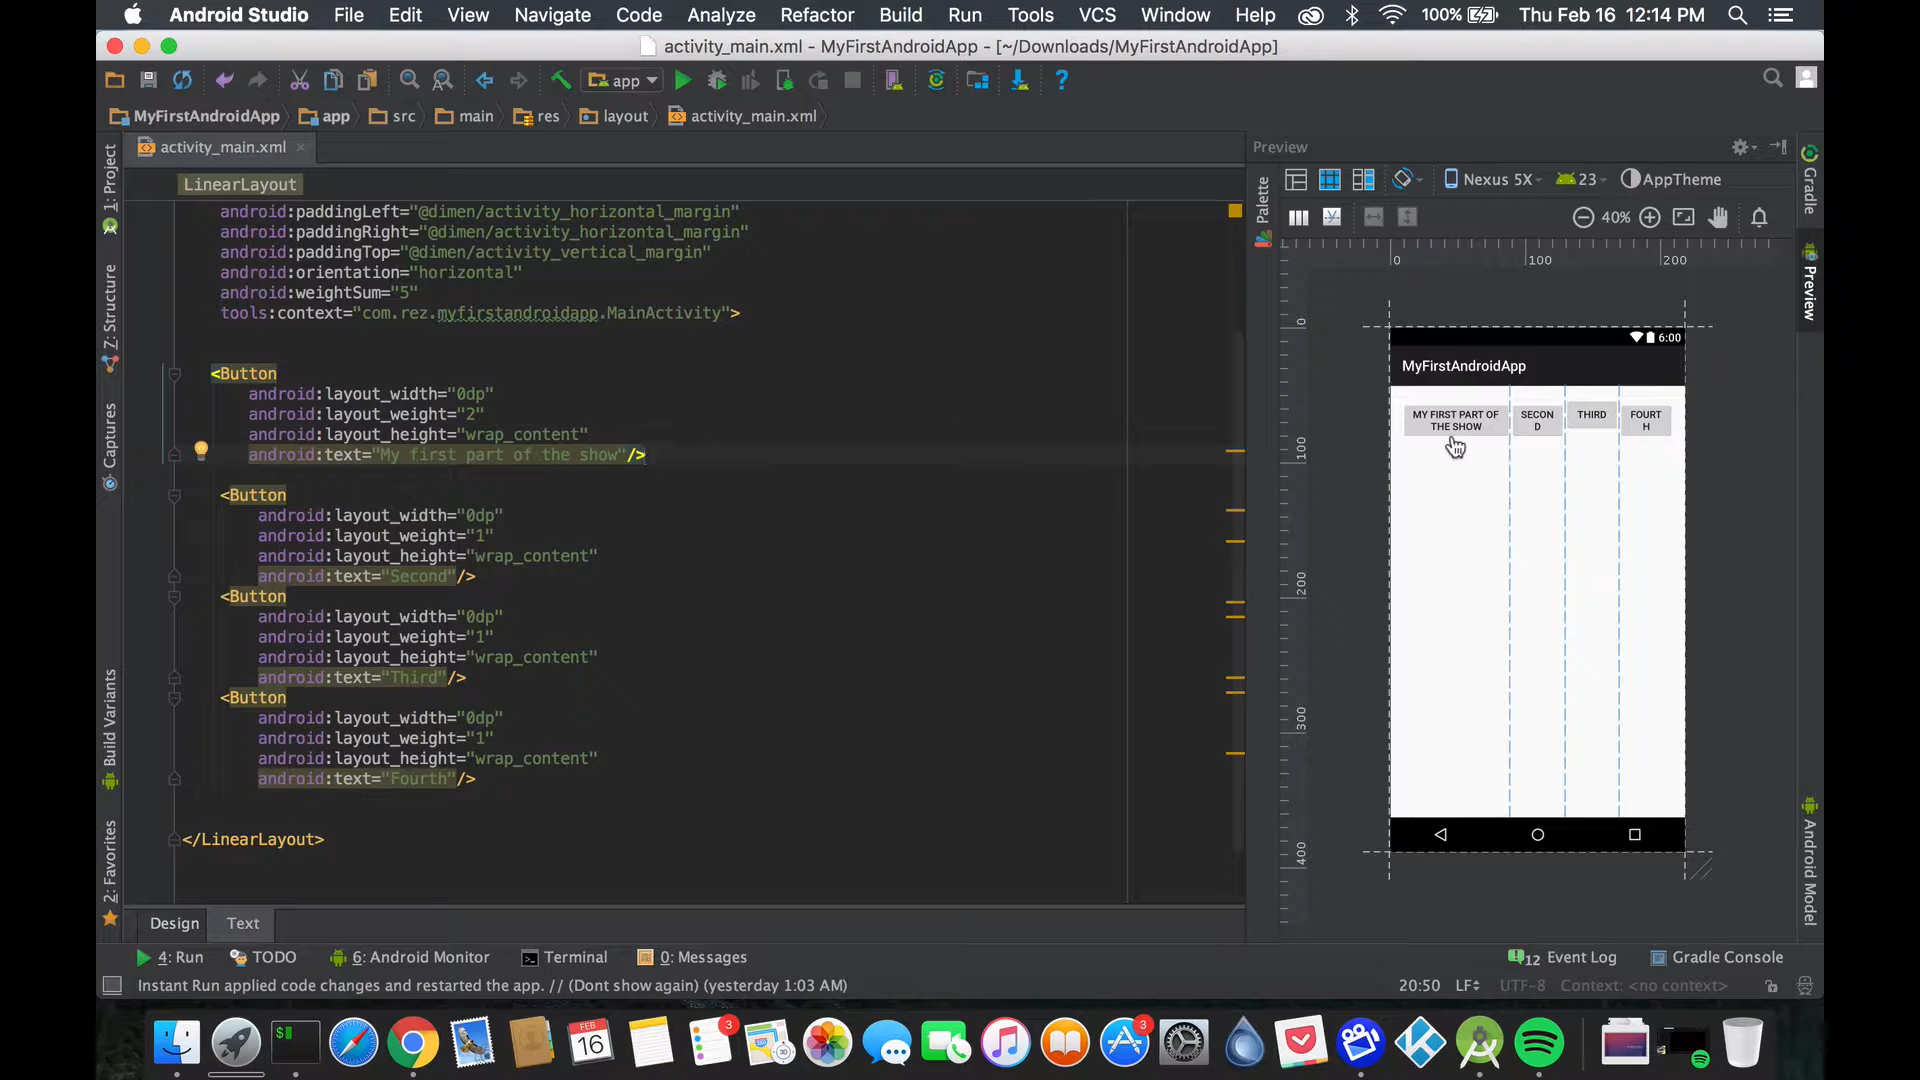 Android Studio File Edit View Navigate Code Analyze Refactor Build Run Tools VCS Window Help 100% Thu Feb 16 12:14 PM
activity_main.xml - MyFirstAndroidApp - [~/Downloads/MyFirstAndroidApp]
app
MyFirstAndroidApp app src main res layout activity_main.xml
activity_main.xml
LinearLayout
android:paddingLeft="@dimen/activity_horizontal_margin"
android:paddingRight="@dimen/activity_horizontal_margin"
android:paddingTop="@dimen/activity_vertical_margin"
android:orientation="horizontal"
android:weightSum="5"
tools:context="com.rez.myfirstandroidapp.MainActivity">
<Button
android:layout_width="0dp"
android:layout_weight="2"
android:layout_height="wrap_content"
android:text="My first part of the show"/>
<Button
android:layout_width="0dp"
android:layout_weight="1"
android:layout_height="wrap_content"
android:text="Second"/>
<Button
android:layout_width="0dp"
android:layout_weight="1"
android:layout_height="wrap_content"
android:text="Third"/>
<Button
android:layout_width="0dp"
android:layout_weight="1"
android:layout_height="wrap_content"
android:text="Fourth"/>
</LinearLayout>
Design Text
1: Project
7: Structure
Captures
Build Variants
2: Favorites
Preview
Palette
Nexus 5X 23 AppTheme
40%
0 100 200
0
100
200
300
400
6:00
MyFirstAndroidApp
MY FIRST PART OF
THE SHOW
SECON
D
THIRD
FOURT
H
Gradle
Preview
Android Model
4: Run TODO 6: Android Monitor Terminal 0: Messages 12 Event Log Gradle Console
Instant Run applied code changes and restarted the app. // (Dont show again) (yesterday 1:03 AM) 20:50 LF UTF-8 Context: <no context>
$
FEB
16
3
3